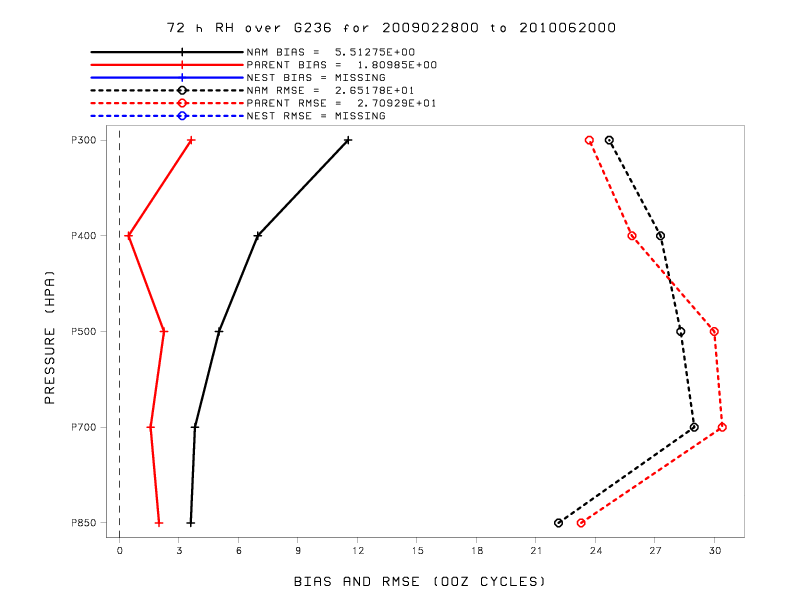 72 h RH over G236 for 2009022800 to 2010062000
NAM BIAS = 5.51275E+00
PARENT BIAS = 1.80985E+00
NEST BIAS = MISSING
NAM RMSE = 2.65178E+01
PARENT RMSE = 2.70929E+01
NEST RMSE = MISSING
P300
P400
P500
P700
P850
PRESSURE (HPA)
0 3 6 9 12 15 18 21 24 27 30
BIAS AND RMSE (00Z CYCLES)